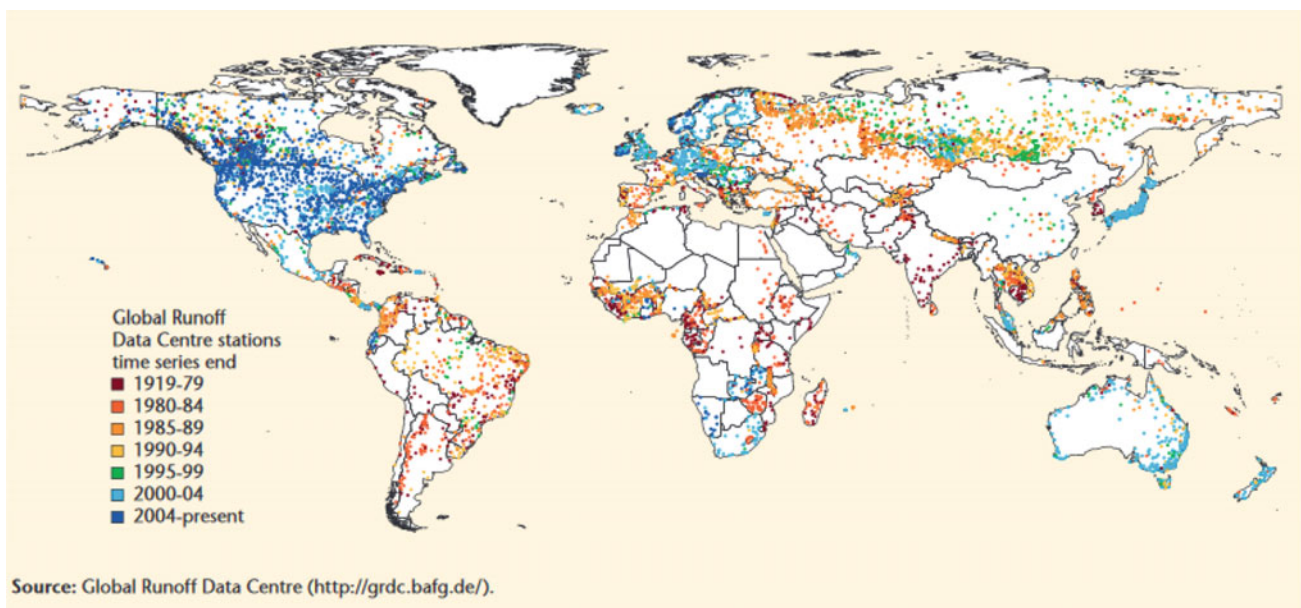 Global Runoff
Data Centre stations
time series end
1919-79
1980-84
1985-89
1990-94
1995-99
2000-04
2004-present
Source: Global Runoff Data Centre (http://grdc.bafg.de/).